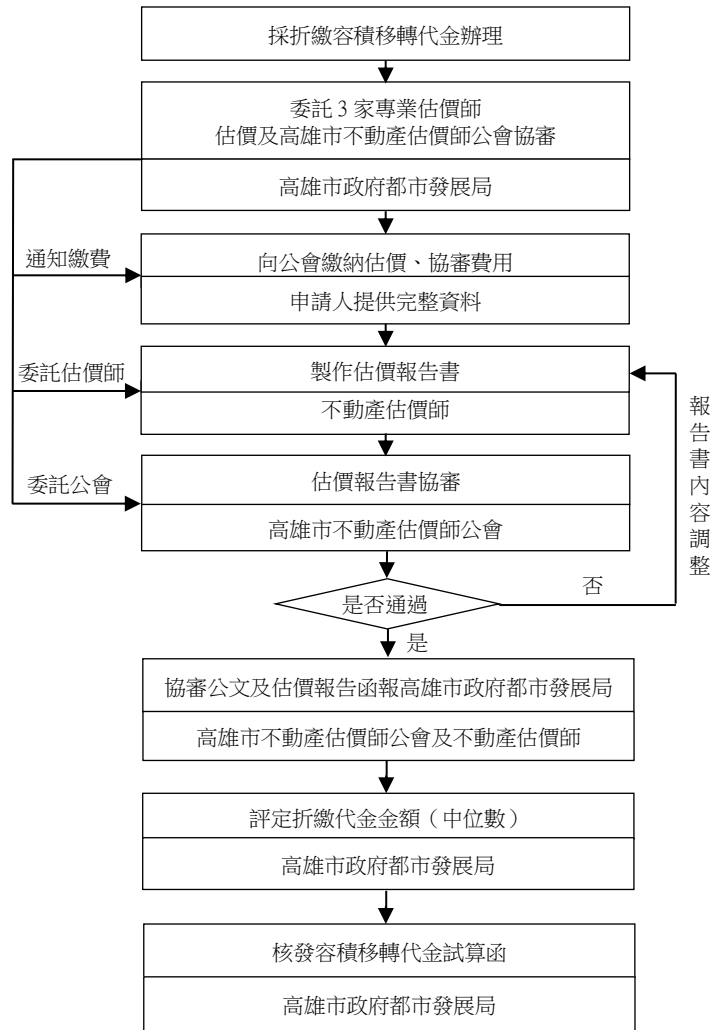 採折繳容積移轉代金辦理
委託 3 家專業估價師
估價及高雄市不動產估價師公會協審
高雄市政府都市發展局
通知繳費
向公會繳納估價、協審費用
申請人提供完整資料
委託估價師
製作估價報告書
不動產估價師
報告書內容調整
委託公會
估價報告書協審
高雄市不動產估價師公會
是否通過
否
是
協審公文及估價報告函報高雄市政府都市發展局
高雄市不動產估價師公會及不動產估價師
評定折繳代金金額（中位數）
高雄市政府都市發展局
核發容積移轉代金試算函
高雄市政府都市發展局